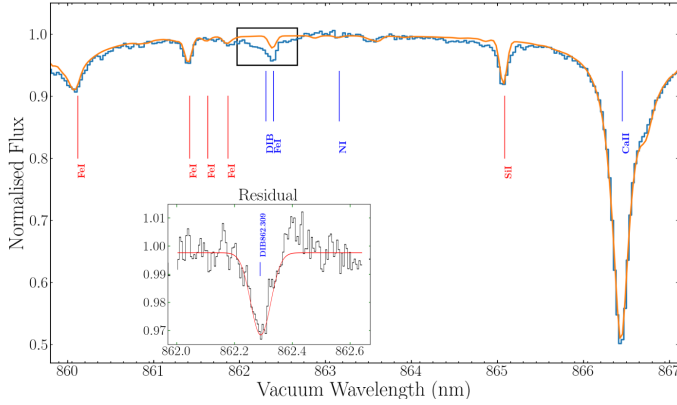 1.0
0.9
0.8
0.7
0.6
0.5
Normalised Flux
FeI
FeI
FeI
FeI
DIB
FeI
NI
SiI
CaII
Residual
1.01
1.00
0.99
0.98
0.97
DIB862.309
862.0 862.2 862.4 862.6
860 861 862 863 864 865 866 867
Vacuum Wavelength (nm)